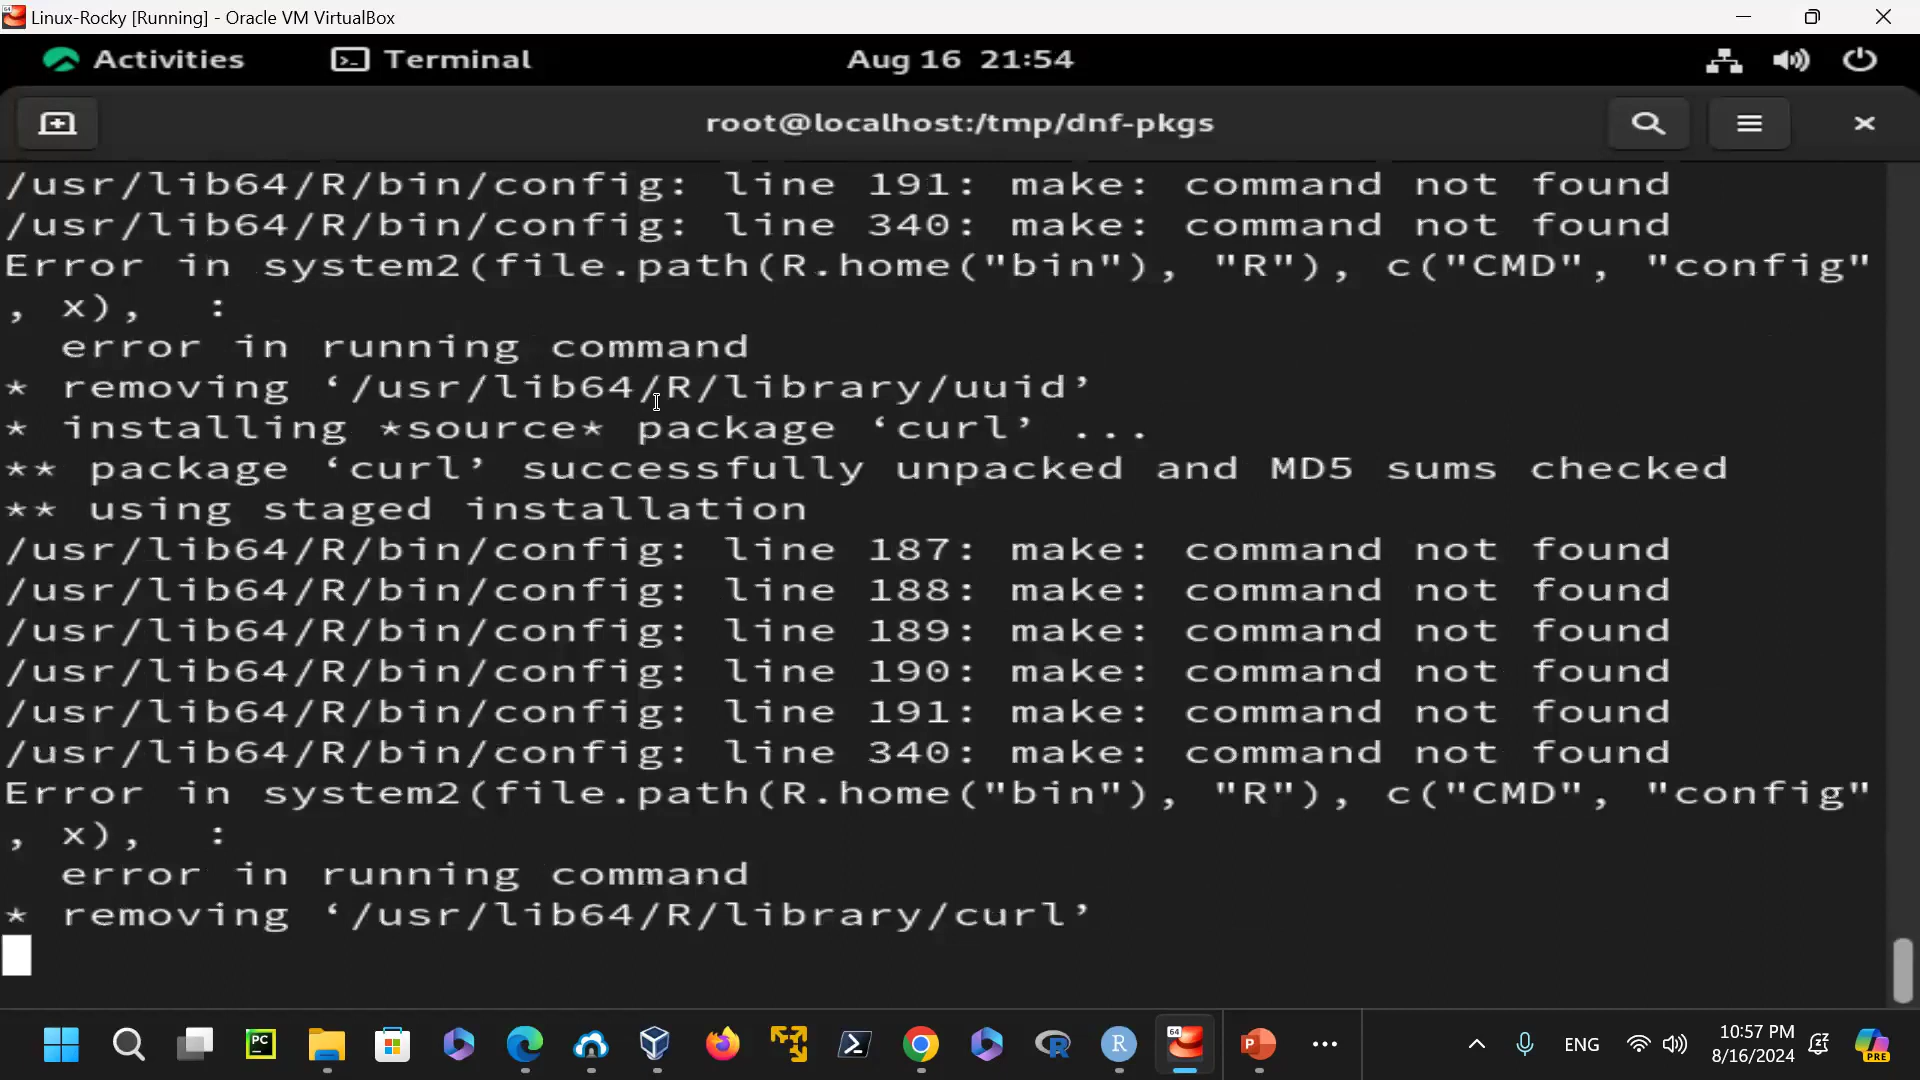 Linux-Rocky [Running] - Oracle VM VirtualBox
Activities Terminal Aug 16 21:54
root@localhost:/tmp/dnf-pkgs
/usr/lib64/R/bin/config: line 191: make: command not found
/usr/lib64/R/bin/config: line 340: make: command not found
Error in system2(file.path(R.home("bin"), "R"), c("CMD", "config"
, x),  :
  error in running command
* removing ‘/usr/lib64/R/library/uuid’
* installing *source* package ‘curl’ ...
** package ‘curl’ successfully unpacked and MD5 sums checked
** using staged installation
/usr/lib64/R/bin/config: line 187: make: command not found
/usr/lib64/R/bin/config: line 188: make: command not found
/usr/lib64/R/bin/config: line 189: make: command not found
/usr/lib64/R/bin/config: line 190: make: command not found
/usr/lib64/R/bin/config: line 191: make: command not found
/usr/lib64/R/bin/config: line 340: make: command not found
Error in system2(file.path(R.home("bin"), "R"), c("CMD", "config"
, x),  :
  error in running command
* removing ‘/usr/lib64/R/library/curl’
PC R R 64 P ENG 10:57 PM
8/16/2024 PRE